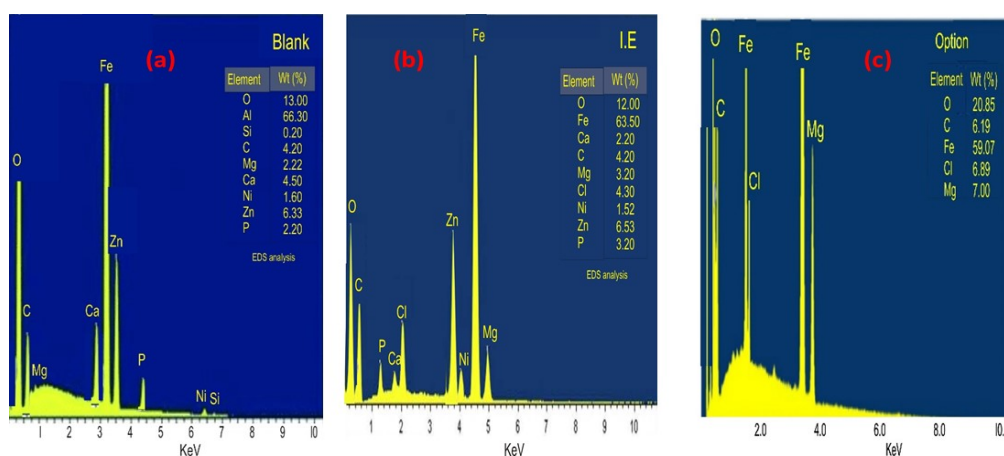 (a)
Blank
Element Wt (%)
O 13.00
Al 66.30
Si 0.20
C 4.20
Mg 2.22
Ca 4.50
Ni 1.60
Zn 6.33
P 2.20
EDS analysis
Fe
O
Zn
C
Ca
Mg
P
Ni
Si
I 2 3 4 5 6 7 8 9 I0
KeV
(b)
I.E
Element Wt (%)
O 12.00
Fe 63.50
Ca 2.20
C 4.20
Mg 3.20
Cl 4.30
Ni 1.52
Zn 6.53
P 3.20
EDS analysis
Fe
O
Zn
C
Cl
P
Ca
Ni
Mg
1 2 3 4 5 6 7 8 9 10
KeV
(c)
Option
Element Wt (%)
O 20.85
C 6.19
Fe 59.07
Cl 6.89
Mg 7.00
O
Fe
Fe
C
Mg
Cl
2.0 4.0 6.0 8.0 I0.
KeV